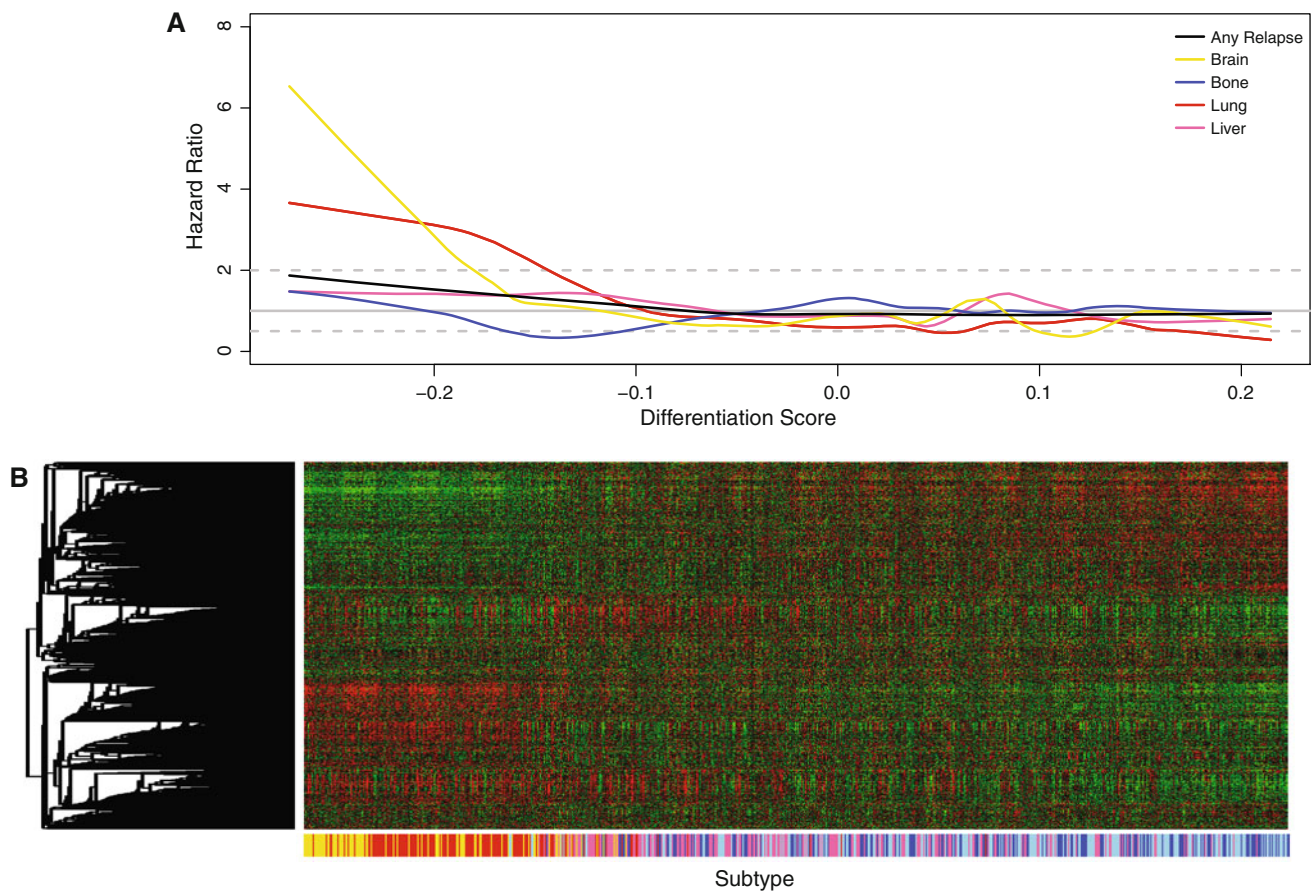 A
8
6
4
2
0
Hazard Ratio
Any Relapse
Brain
Bone
Lung
Liver
−0.2
−0.1
0.0
0.1
0.2
Differentiation Score
B
Subtype